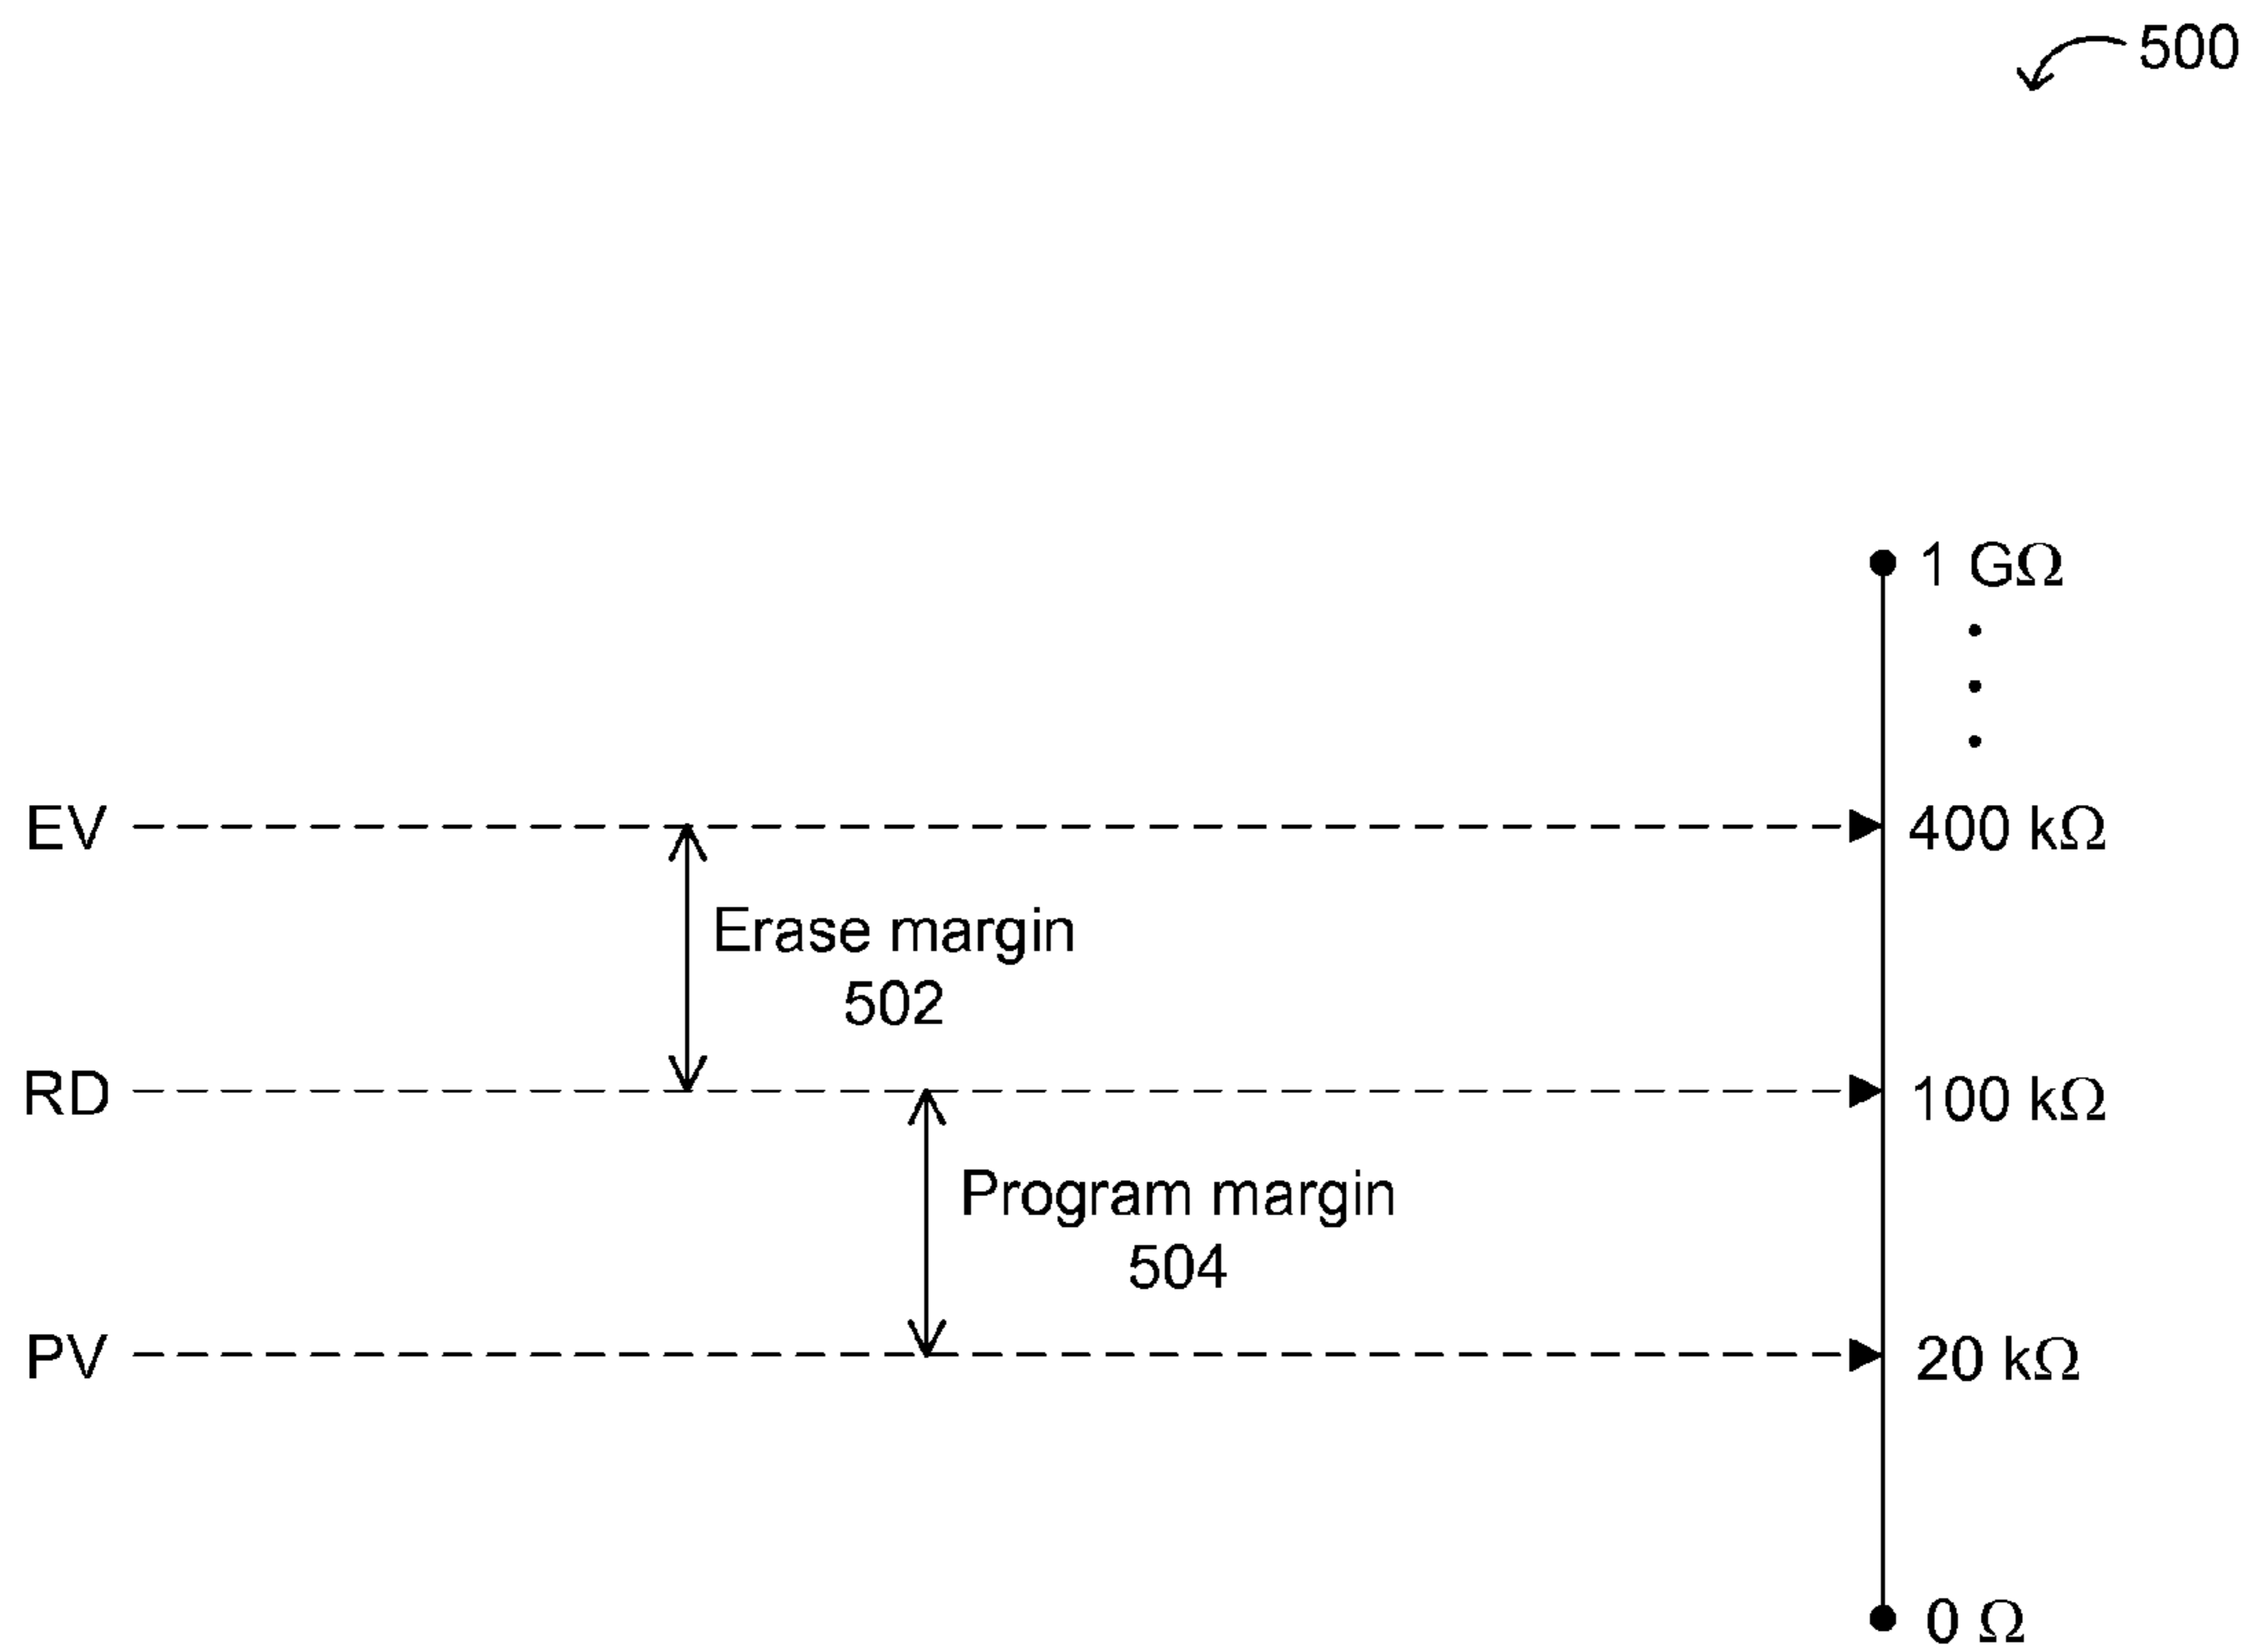 500
1 GΩ
EV
400 kΩ
Erase margin
502
RD
100 kΩ
Program margin
504
PV
20 kΩ
0 Ω